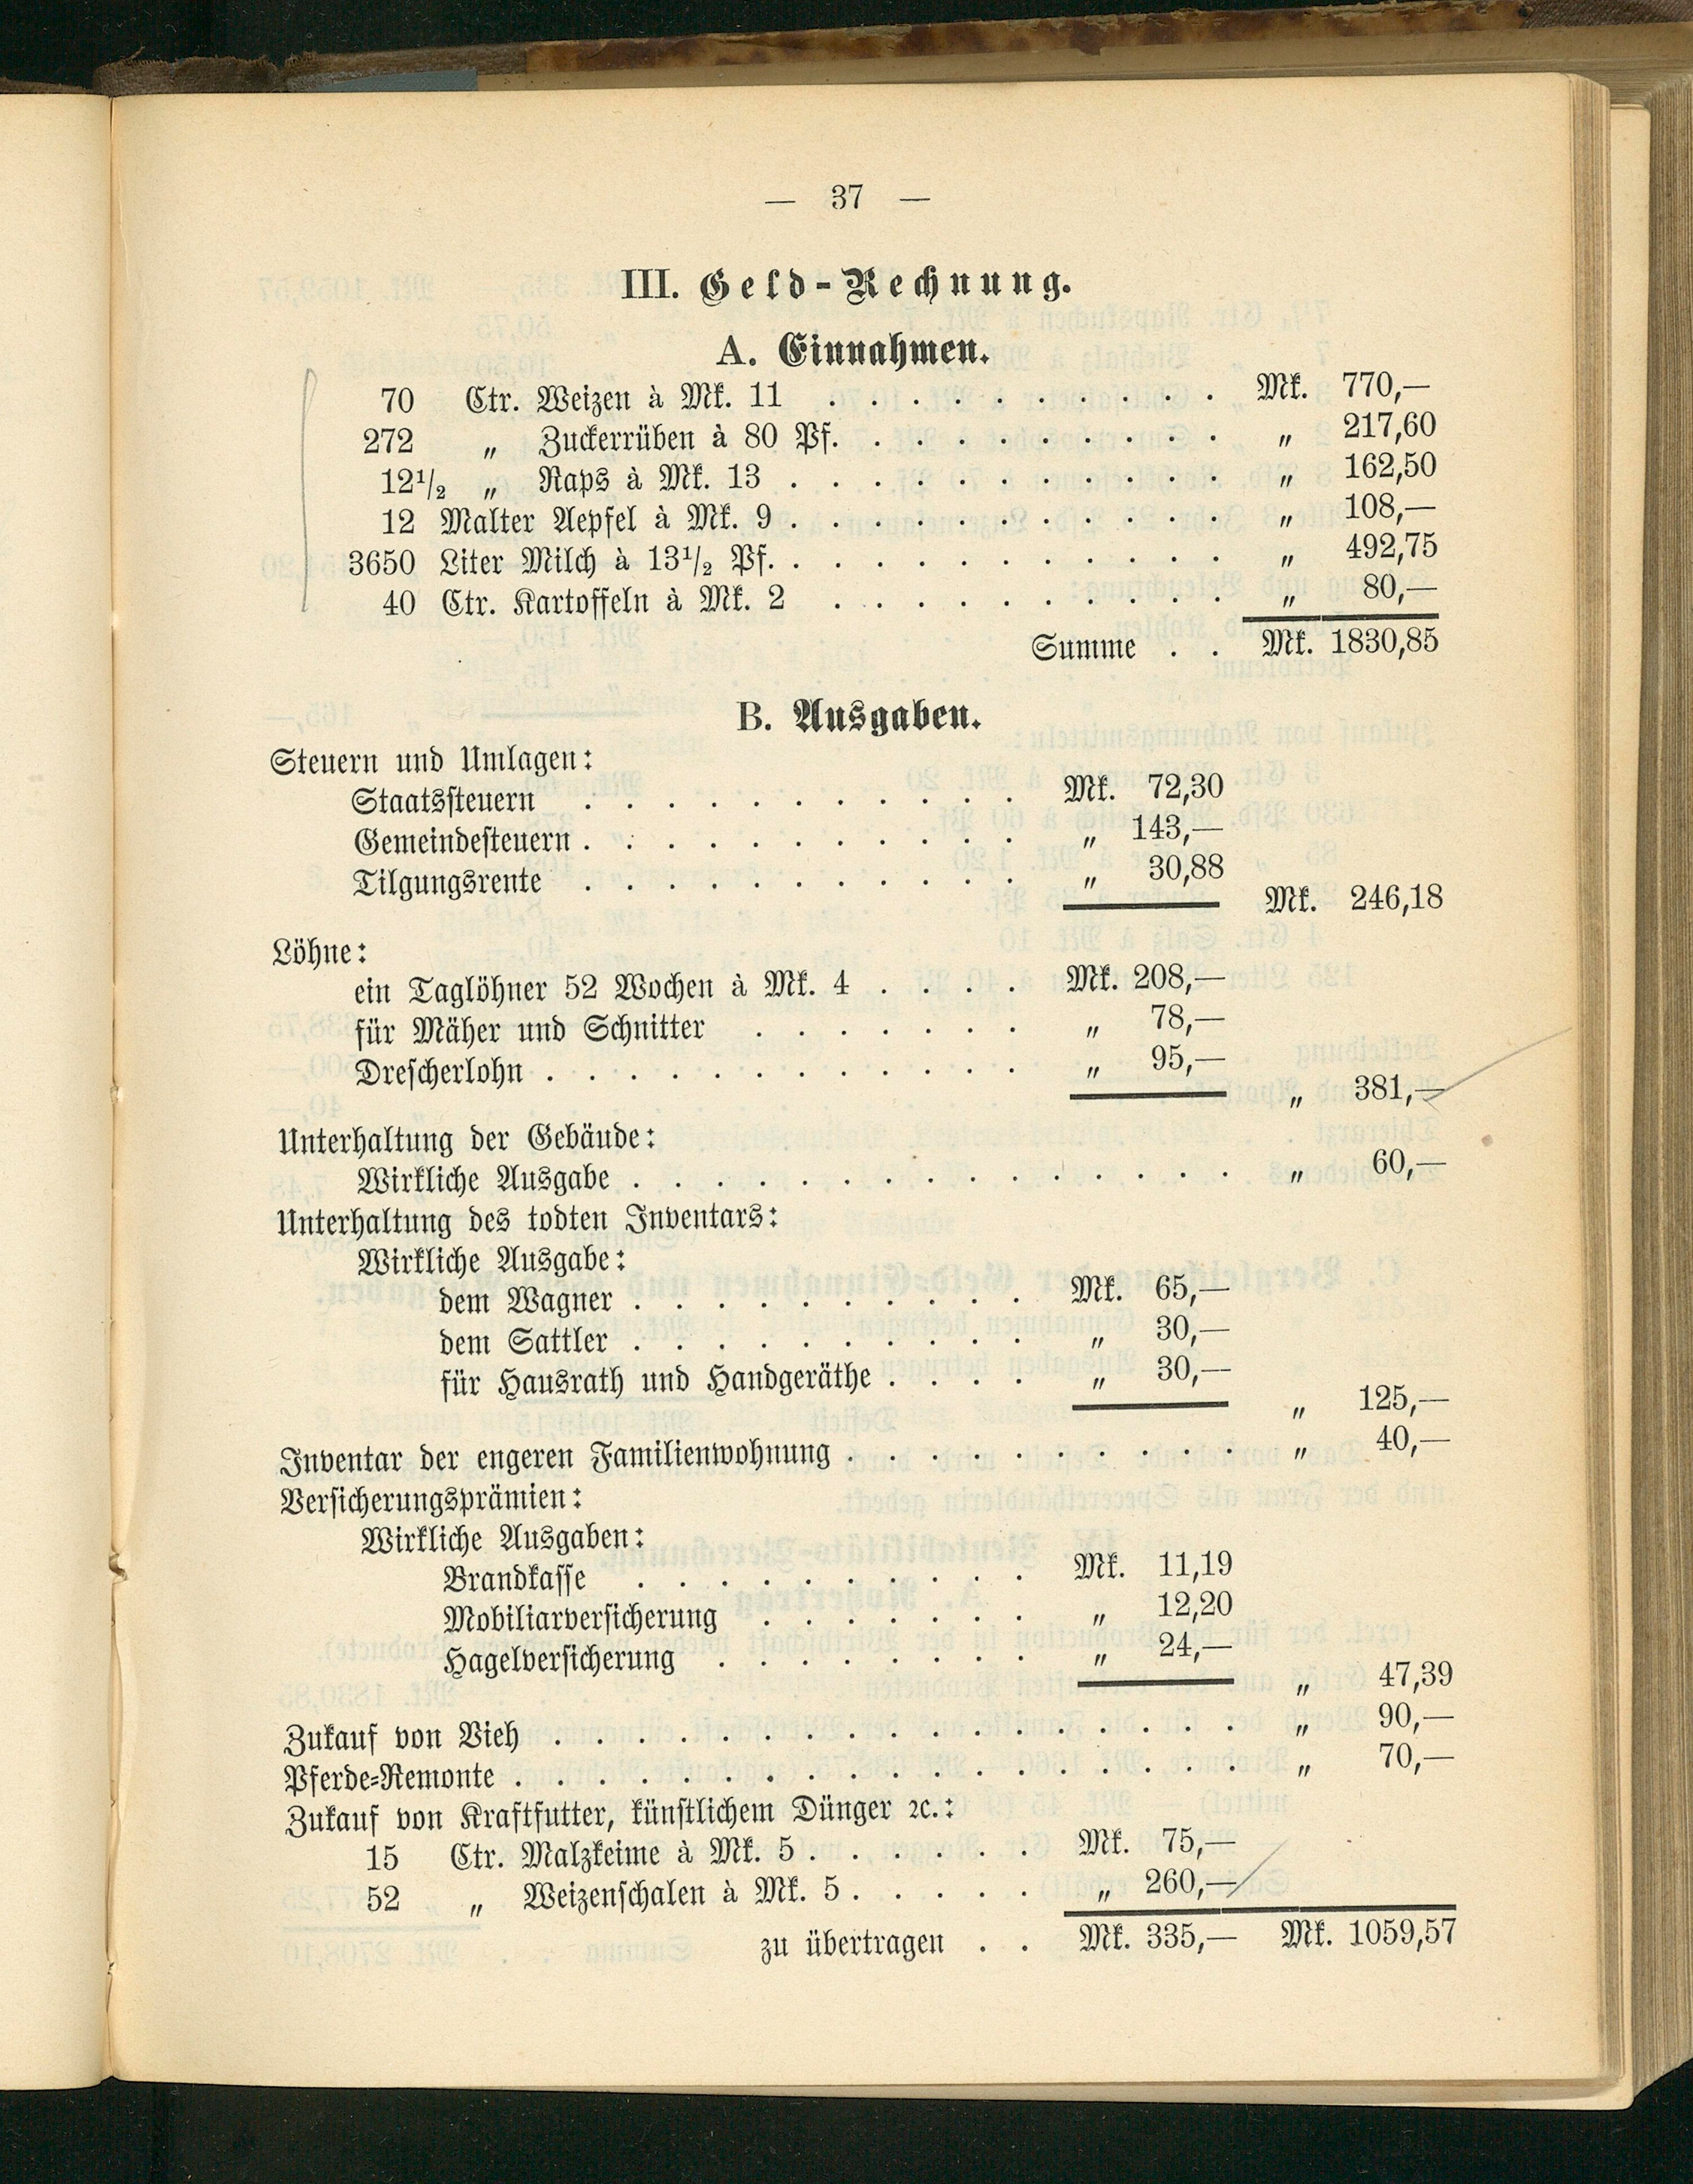 — 37 —
III. Geld-Rechnung.
A. Einnahmen.
70 Ctr. Weizen à Mk. 11 . . . . . . . . . . Mk. 770,—
272 „ Zuckerrüben à 80 Pf. . . . . . . . . . „ 217,60
12¹/₂ „ Raps à Mk. 13 . . . . . . . . . . . „ 162,50
12 Malter Aepfel à Mk. 9 . . . . . . . . . . . „ 108,—
3650 Liter Milch à 13¹/₂ Pf. . . . . . . . . . . . „ 492,75
40 Ctr. Kartoffeln à Mk. 2 . . . . . . . . . . „ 80,—
Summe . . Mk. 1830,85
B. Ausgaben.
Steuern und Umlagen:
Staatssteuern . . . . . . . . . . . Mk. 72,30
Gemeindesteuern . . . . . . . . . . . „ 143,—
Tilgungsrente . . . . . . . . . . . „ 30,88
Mk. 246,18
Löhne:
ein Taglöhner 52 Wochen à Mk. 4 . . . . Mk. 208,—
für Mäher und Schnitter . . . . . . . „ 78,—
Drescherlohn . . . . . . . . . . . . „ 95,—
„ 381,—
Unterhaltung der Gebäude:
Wirkliche Ausgabe . . . . . . . . . . . . . . . „ 60,—
Unterhaltung des todten Inventars:
Wirkliche Ausgabe:
dem Wagner . . . . . . . . . . Mk. 65,—
dem Sattler . . . . . . . . . . „ 30,—
für Hausrath und Handgeräthe . . . . „ 30,—
„ 125,—
Inventar der engeren Familienwohnung . . . . . . . . . . „ 40,—
Versicherungsprämien:
Wirkliche Ausgaben:
Brandkasse . . . . . . . . . . Mk. 11,19
Mobiliarversicherung . . . . . . . „ 12,20
Hagelversicherung . . . . . . . . „ 24,—
„ 47,39
Zukauf von Vieh . . . . . . . . . . . . . . . . . „ 90,—
Pferde-Remonte . . . . . . . . . . . . . . . . . . „ 70,—
Zukauf von Kraftfutter, künstlichem Dünger ꝛc.:
15 Ctr. Malzkeime à Mk. 5 . . . . . . Mk. 75,—
52 „ Weizenschalen à Mk. 5 . . . . . „ 260,—
zu übertragen . . Mk. 335,— Mk. 1059,57